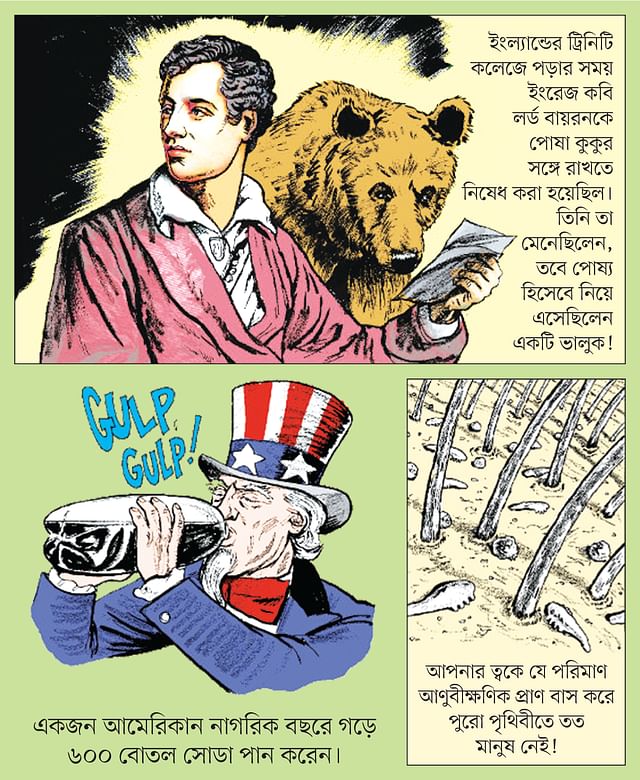 ইংল্যান্ডের ট্রিনিটি
কলেজে পড়ার সময়
ইংরেজ কবি
লর্ড বায়রনকে
পোষা কুকুর
সঙ্গে রাখতে
নিষেধ করা হয়েছিল।
তিনি তা
মেনেছিলেন,
তবে পোষ্য
হিসেবে নিয়ে
এসেছিলেন
একটি ভালুক!
GULP
GULP!
একজন আমেরিকান নাগরিক বছরে গড়ে
৬০০ বোতল সোডা পান করেন।
আপনার ত্বকে যে পরিমাণ
আণুবীক্ষণিক প্রাণ বাস করে
পুরো পৃথিবীতে তত
মানুষ নেই!